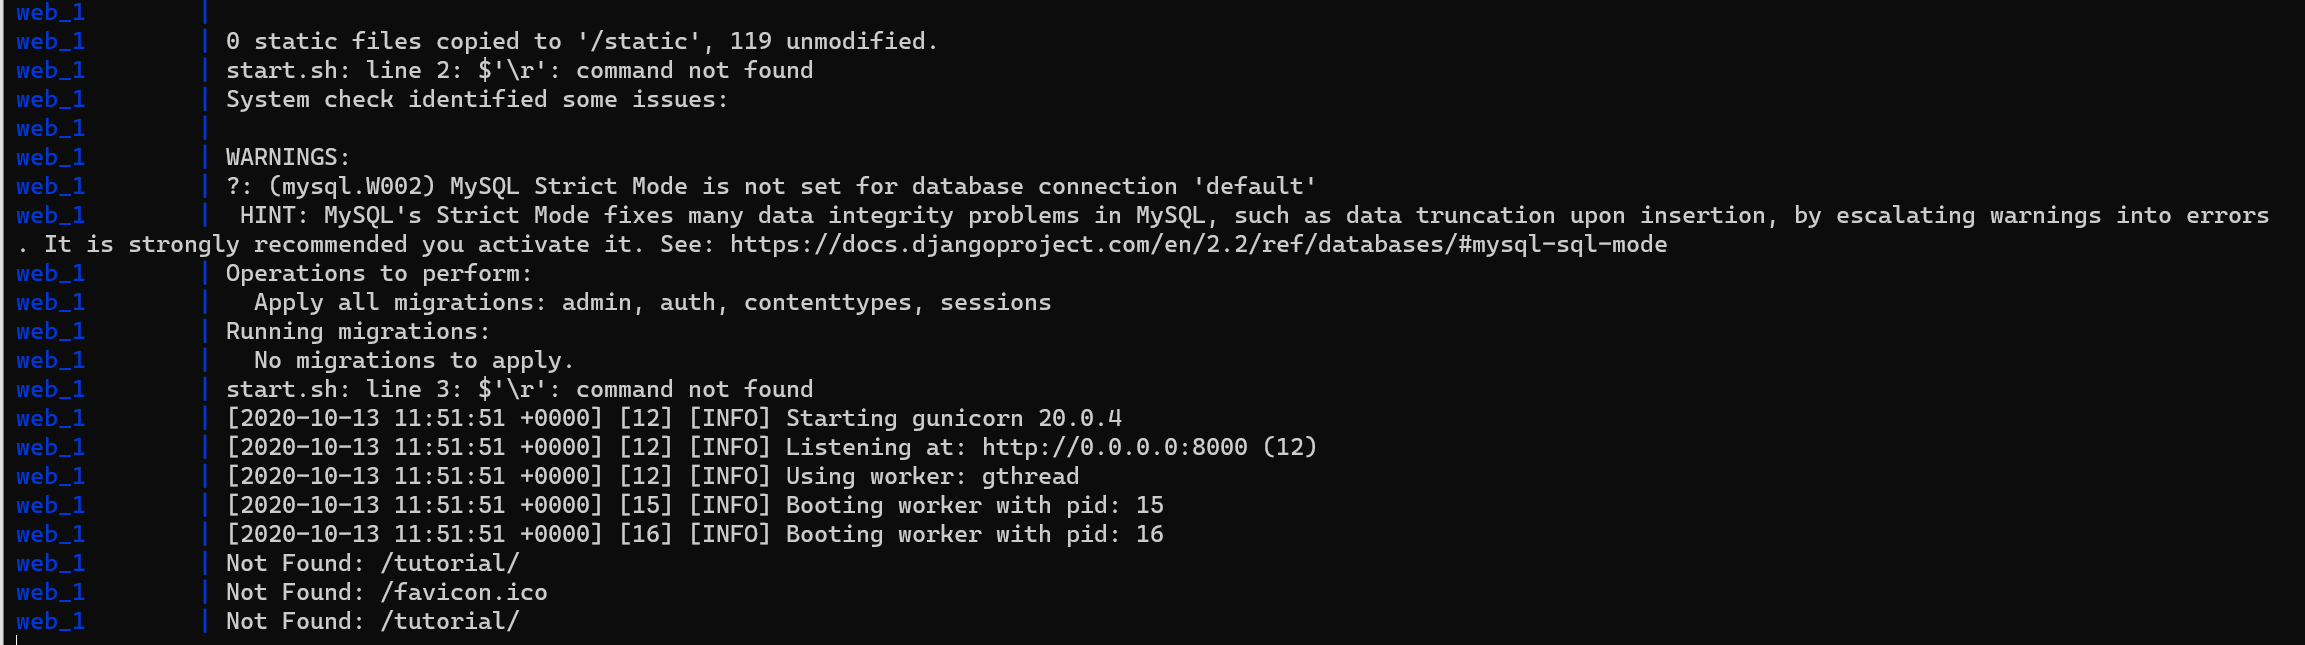 web_1 |
web_1 | 0 static files copied to '/static', 119 unmodified.
web_1 | start.sh: line 2: $'\r': command not found
web_1 | System check identified some issues:
web_1 |
web_1 | WARNINGS:
web_1 | ?: (mysql.W002) MySQL Strict Mode is not set for database connection 'default'
web_1 |  HINT: MySQL's Strict Mode fixes many data integrity problems in MySQL, such as data truncation upon insertion, by escalating warnings into errors
. It is strongly recommended you activate it. See: https://docs.djangoproject.com/en/2.2/ref/databases/#mysql-sql-mode
web_1 | Operations to perform:
web_1 |   Apply all migrations: admin, auth, contenttypes, sessions
web_1 | Running migrations:
web_1 |   No migrations to apply.
web_1 | start.sh: line 3: $'\r': command not found
web_1 | [2020-10-13 11:51:51 +0000] [12] [INFO] Starting gunicorn 20.0.4
web_1 | [2020-10-13 11:51:51 +0000] [12] [INFO] Listening at: http://0.0.0.0:8000 (12)
web_1 | [2020-10-13 11:51:51 +0000] [12] [INFO] Using worker: gthread
web_1 | [2020-10-13 11:51:51 +0000] [15] [INFO] Booting worker with pid: 15
web_1 | [2020-10-13 11:51:51 +0000] [16] [INFO] Booting worker with pid: 16
web_1 | Not Found: /tutorial/
web_1 | Not Found: /favicon.ico
web_1 | Not Found: /tutorial/